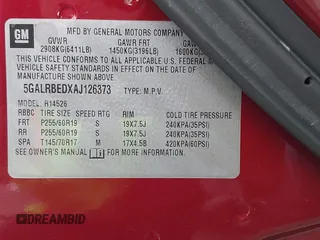 GM
MFD BY GENERAL MOTORS COMPANY
GVWR GAWR FRT GAWR
2908KG(6411LB) 1450KG(3196LB) 1600KG
THIS VEHICLE CONFORMS TO ALL APPLICABLE U.S. FEDERAL
MOTOR VEHICLE SAFETY
IN EFFECT ON THE DATE OF MANUFACTURE SHOWN ABOVE.
5GALRBEDXAJ126373 TYPE: M.P.V.
MODEL: R14526
RBBC TIRE SIZE SPEED RTG RIM COLD TIRE PRESSURE
FRT P255/60R19 S 19X7.5J 240KPA(35PSI)
RR P255/60R19 S 19X7.5J 240KPA(35PSI)
SPA T145/70R17 M 17X4.5B 420KPA(60PSI)
SEE OWNER'S MANUAL FOR ADDITIONAL INFORMATION.
DREAMBID